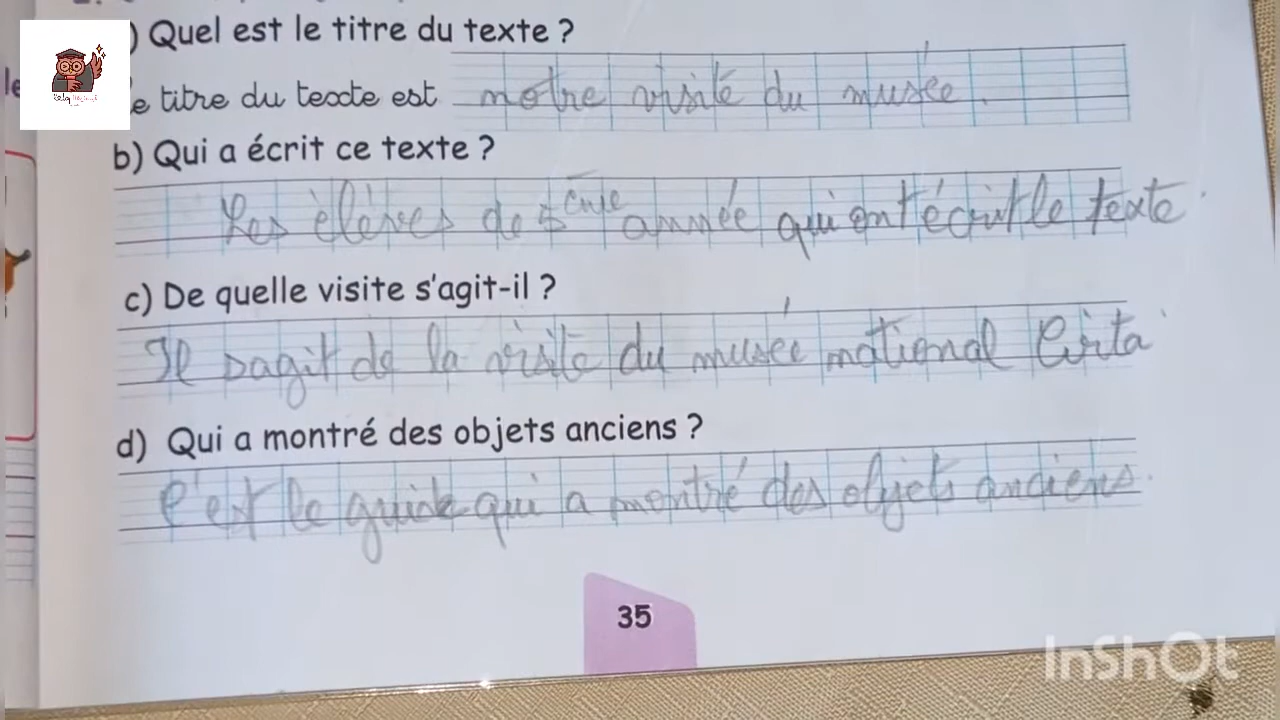 ) Quel est le titre du texte ?
e titre du texte est notre visite du musée.
b) Qui a écrit ce texte ?
Les élèves de 5ème année qui ont écrit le texte.
c) De quelle visite s'agit-il ?
Il sagit de la visite du musée national Cirta
d) Qui a montré des objets anciens ?
C'est le guide qui a montré des objets anciens.
35
InShOt